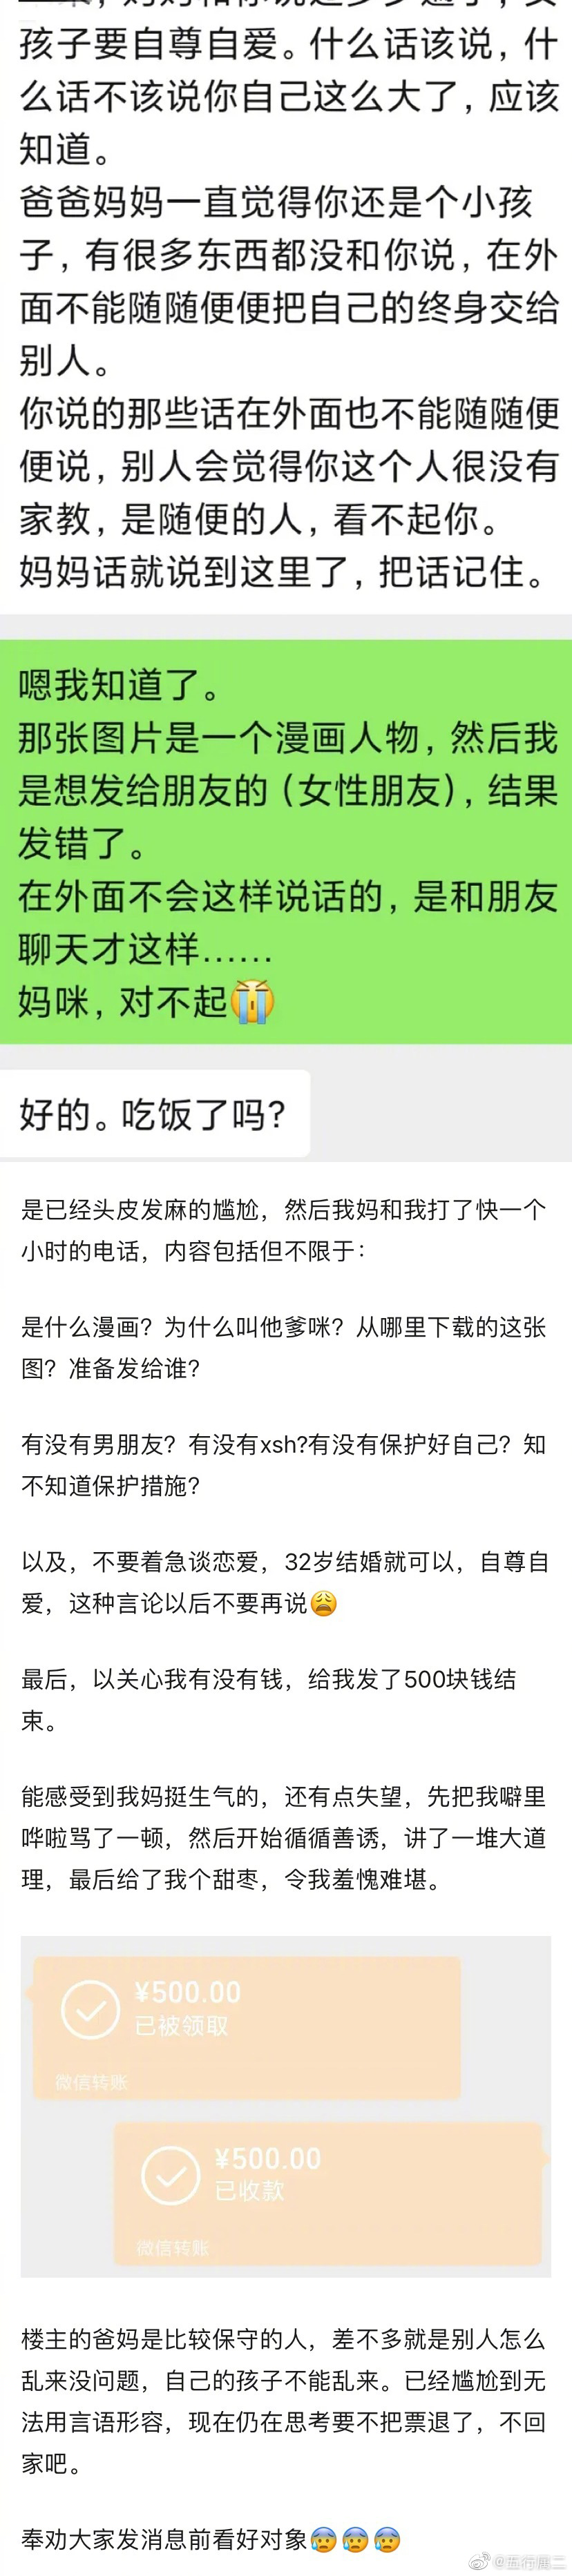 孩子要自尊自爱。什么话该说，什
么话不该说你自己这么大了，应该
知道。
爸爸妈妈一直觉得你还是个小孩
子，有很多东西都没和你说，在外
面不能随随便便把自己的终身交给
别人。
你说的那些话在外面也不能随随便
便说，别人会觉得你这个人很没有
家教，是随便的人，看不起你。
妈妈话就说到这里了，把话记住。
嗯我知道了。
那张图片是一个漫画人物，然后我
是想发给朋友的（女性朋友），结果
发错了。
在外面不会这样说话的，是和朋友
聊天才这样……
妈咪，对不起😭
好的。吃饭了吗？
是已经头皮发麻的尴尬，然后我妈和我打了快一个
小时的电话，内容包括但不限于：
是什么漫画？为什么叫他爹咪？从哪里下载的这张
图？准备发给谁？
有没有男朋友？有没有xsh?有没有保护好自己？知
不知道保护措施？
以及，不要着急谈恋爱，32岁结婚就可以，自尊自
爱，这种言论以后不要再说😩
最后，以关心我有没有钱，给我发了500块钱结
束。
能感受到我妈挺生气的，还有点失望，先把我噼里
哗啦骂了一顿，然后开始循循善诱，讲了一堆大道
理，最后给了我个甜枣，令我羞愧难堪。
¥500.00
已被领取
微信转账
¥500.00
已收款
微信转账
楼主的爸妈是比较保守的人，差不多就是别人怎么
乱来没问题，自己的孩子不能乱来。已经尴尬到无
法用言语形容，现在仍在思考要不把票退了，不回
家吧。
奉劝大家发消息前看好对象😰😰😰
@五行属二